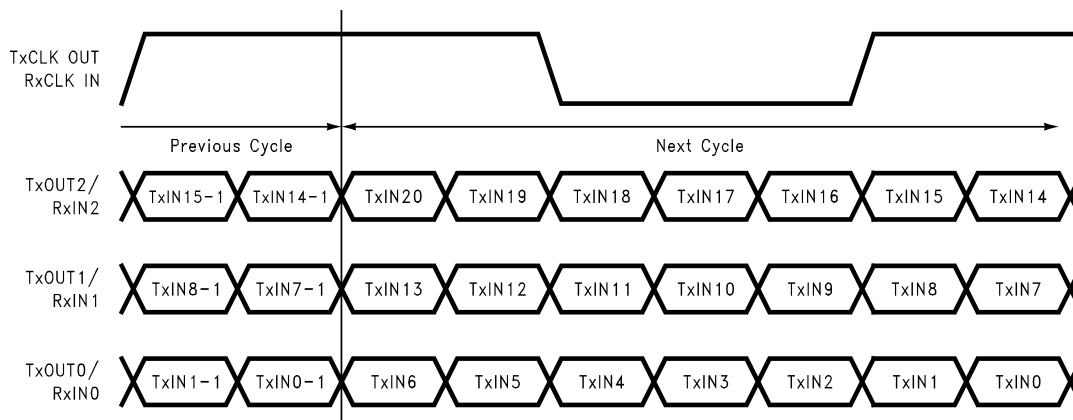 TxCLK OUT
RxCLK IN
Previous Cycle
Next Cycle
TxOUT2/
RxIN2
TxIN15-1 TxIN14-1 TxIN20 TxIN19 TxIN18 TxIN17 TxIN16 TxIN15 TxIN14
TxOUT1/
RxIN1
TxIN8-1 TxIN7-1 TxIN13 TxIN12 TxIN11 TxIN10 TxIN9 TxIN8 TxIN7
TxOUT0/
RxIN0
TxIN1-1 TxIN0-1 TxIN6 TxIN5 TxIN4 TxIN3 TxIN2 TxIN1 TxIN0